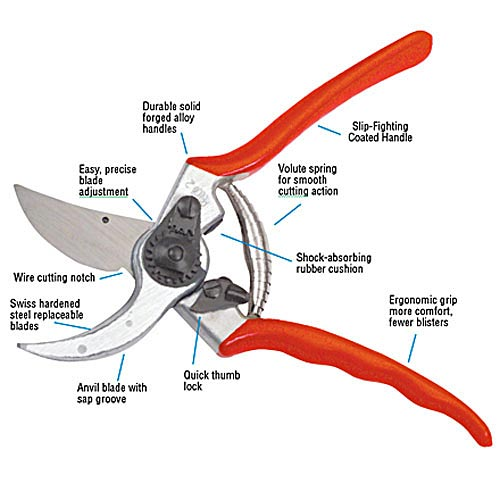 Durable solid
forged alloy
handles
Slip-Fighting
Coated Handle
Easy, precise
blade
adjustment
Volute spring
for smooth
cutting action
Shock-absorbing
rubber cushion
Wire cutting notch
Swiss hardened
steel replaceable
blades
Ergonomic grip
more comfort,
fewer blisters
Anvil blade with
sap groove
Quick thumb
lock